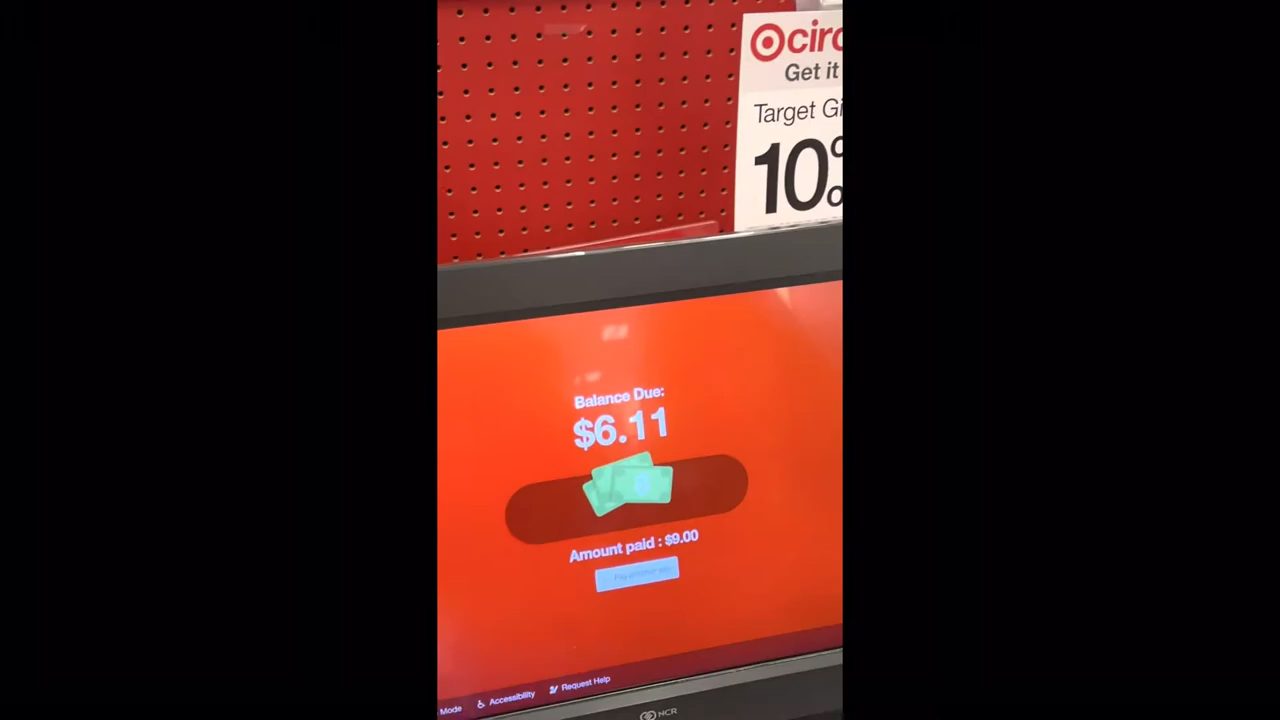 circ
Get it
Target Gi
10%
o
Balance Due:
$6.11
Amount paid : $9.00
Mode
Accessibility
Request Help
NCR